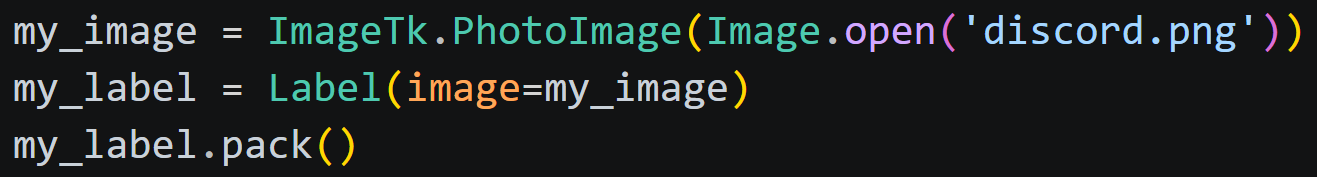 my_image = ImageTk.PhotoImage(Image.open('discord.png'))
my_label = Label(image=my_image)
my_label.pack()